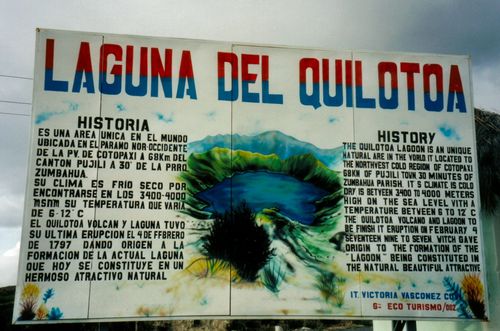 LAGUNA DEL QUILOTOA
HISTORIA
ES UNA AREA UNICA EN EL MUNDO
UBICADA EN EL PARAMO NOR-OCCIDENTE
DE LA PV. DE COTOPAXI A 68KM DEL
CANTON PUJILI A 30' DE LA PRRO.
ZUMBAHUA
SU CLIMA ES FRIO SECO POR
ENCONTRARSE EN LOS 3400-4000
MSNM SU TEMPERATURA QUE VARIA
DE 6-12°C
EL QUILOTOA VOLCAN Y LAGUNA TUVO
SU ULTIMA ERUPCION EL 4 DE FEBRERO
DE 1797 DANDO ORIGEN A LA
FORMACION DE LA ACTUAL LAGUNA
QUE HOY SE CONSTITUYE EN UN
HERMOSO ATRACTIVO NATURAL
HISTORY
THE QUILOTOA LAGOON IS AN UNIQUE
NATURAL ARE IN THE WORLD IT LOCATED TO
THE NORTHWEST COLD REGION OF COTOPAXI
68KM OF PUJILI TOWN 30 MINUTES OF
ZUMBAHUA PARISH IT'S CLIMATE IS COLD
DRY IS BETWEEN 3400 TO 4000 METERS
HIGH ON THE SEA LEVEL WITH A
TEMPERATURE BETWEEN 6 TO 12°C
THE QUILOTOA VOLCANO AND LAGOON TO
BE FINISH IT ERUPTION ON FEBRUARY 4
SEVENTEEN NINE TO SEVEN WITCH GAVE
ORIGIN TO THE FORMATION OF THE
"LAGOON" BEING CONSTITUTED IN
THE NATURAL BEAUTIFUL ATTRACTIVE
IT. VICTORIA VASCONEZ
6º ECO TURISMO/002